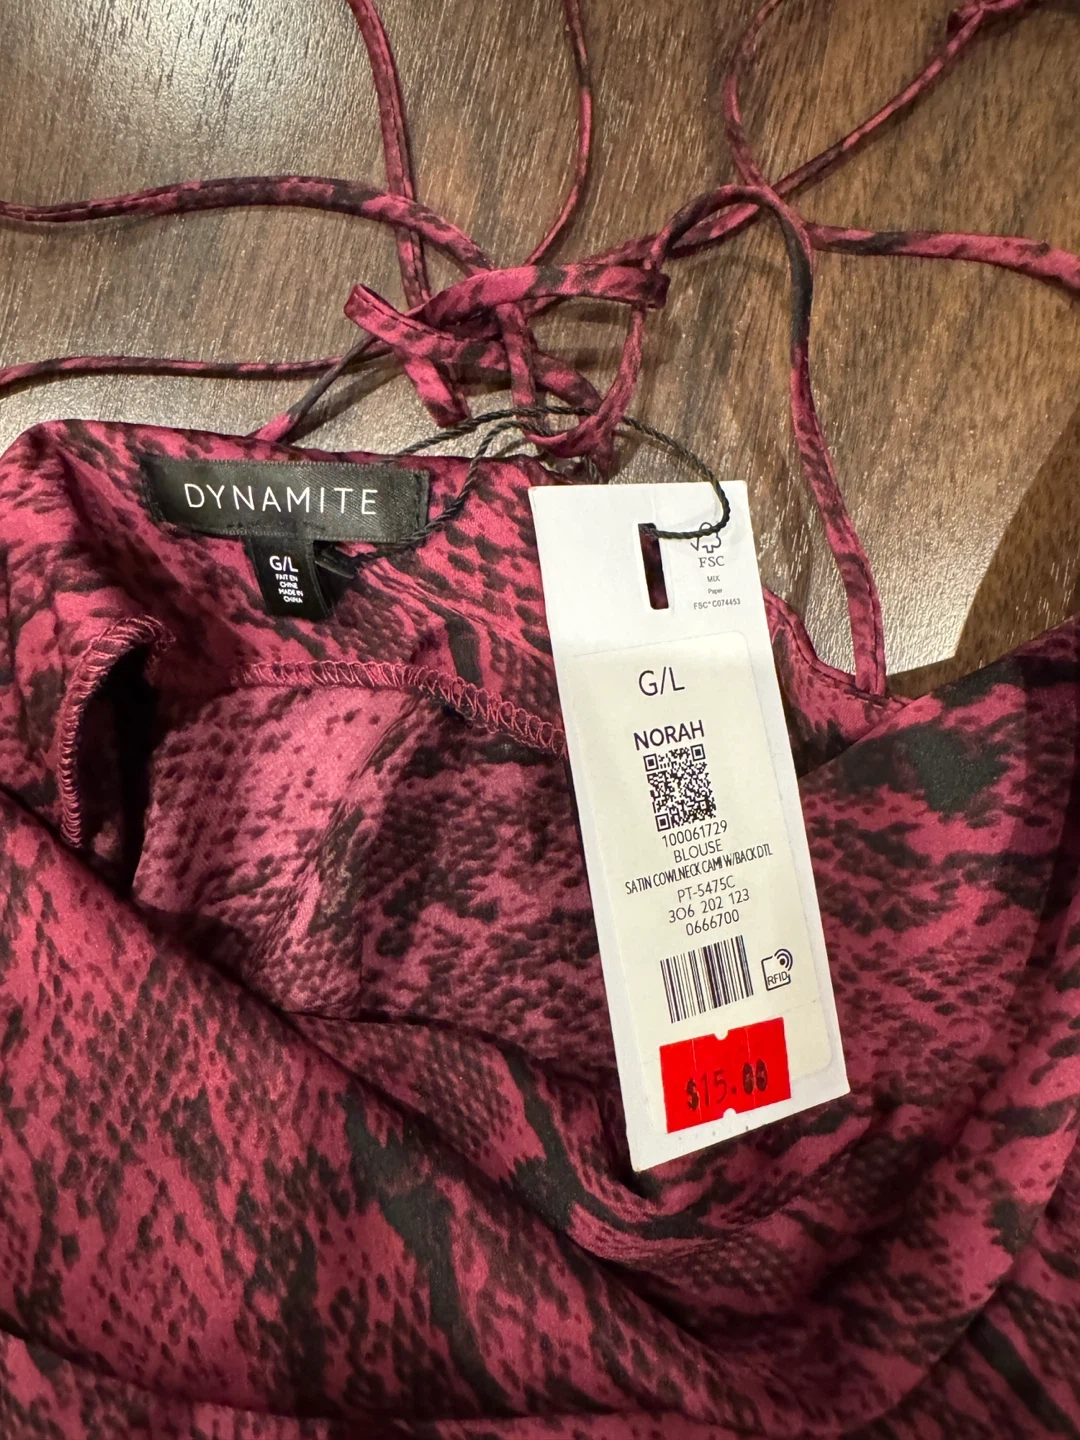 DYNAMITE
G/L
FAIT EN
CHINE
MADE IN
CHINA
FSC
MIX
Paper
FSC® C074453
G/L
NORAH
100061729
BLOUSE
SATIN COWLNECK CAMI W/BACK DTL
PT-5475C
306 202 123
0666700
RFID
$15.00